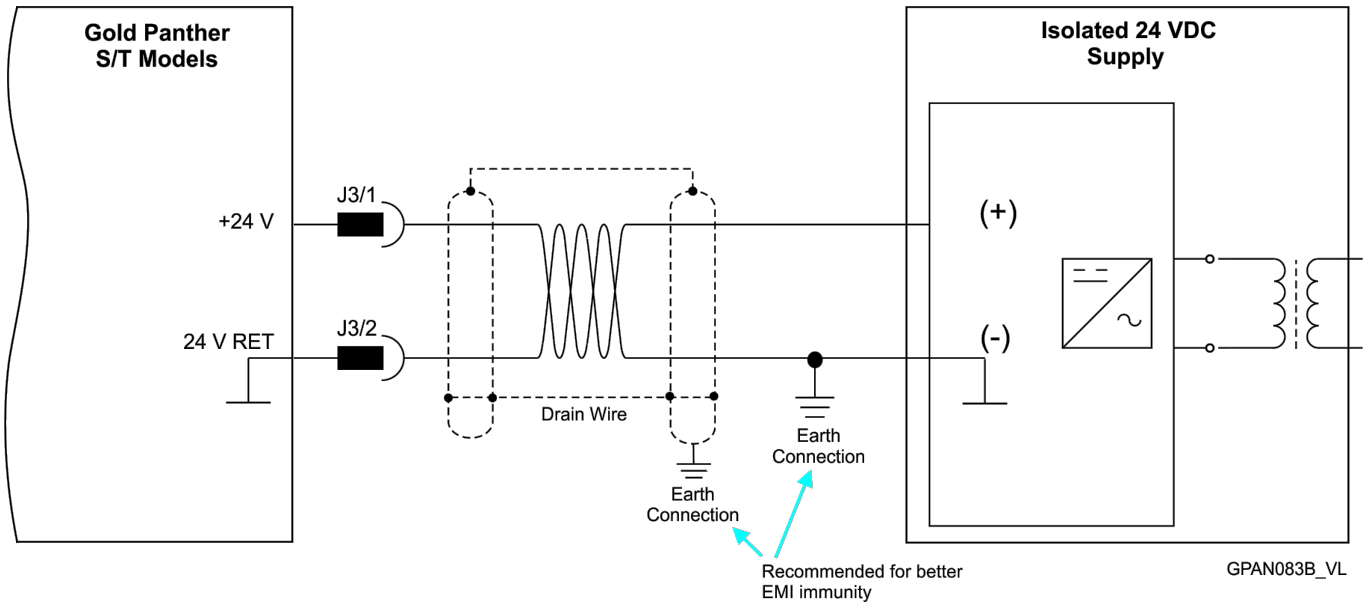 Gold Panther
S/T Models
Isolated 24 VDC
Supply
J3/1
+24 V
(+)
J3/2
24 V RET
(-)
Drain Wire
Earth
Connection
Earth
Connection
Recommended for better
EMI immunity
GPAN083B_VL